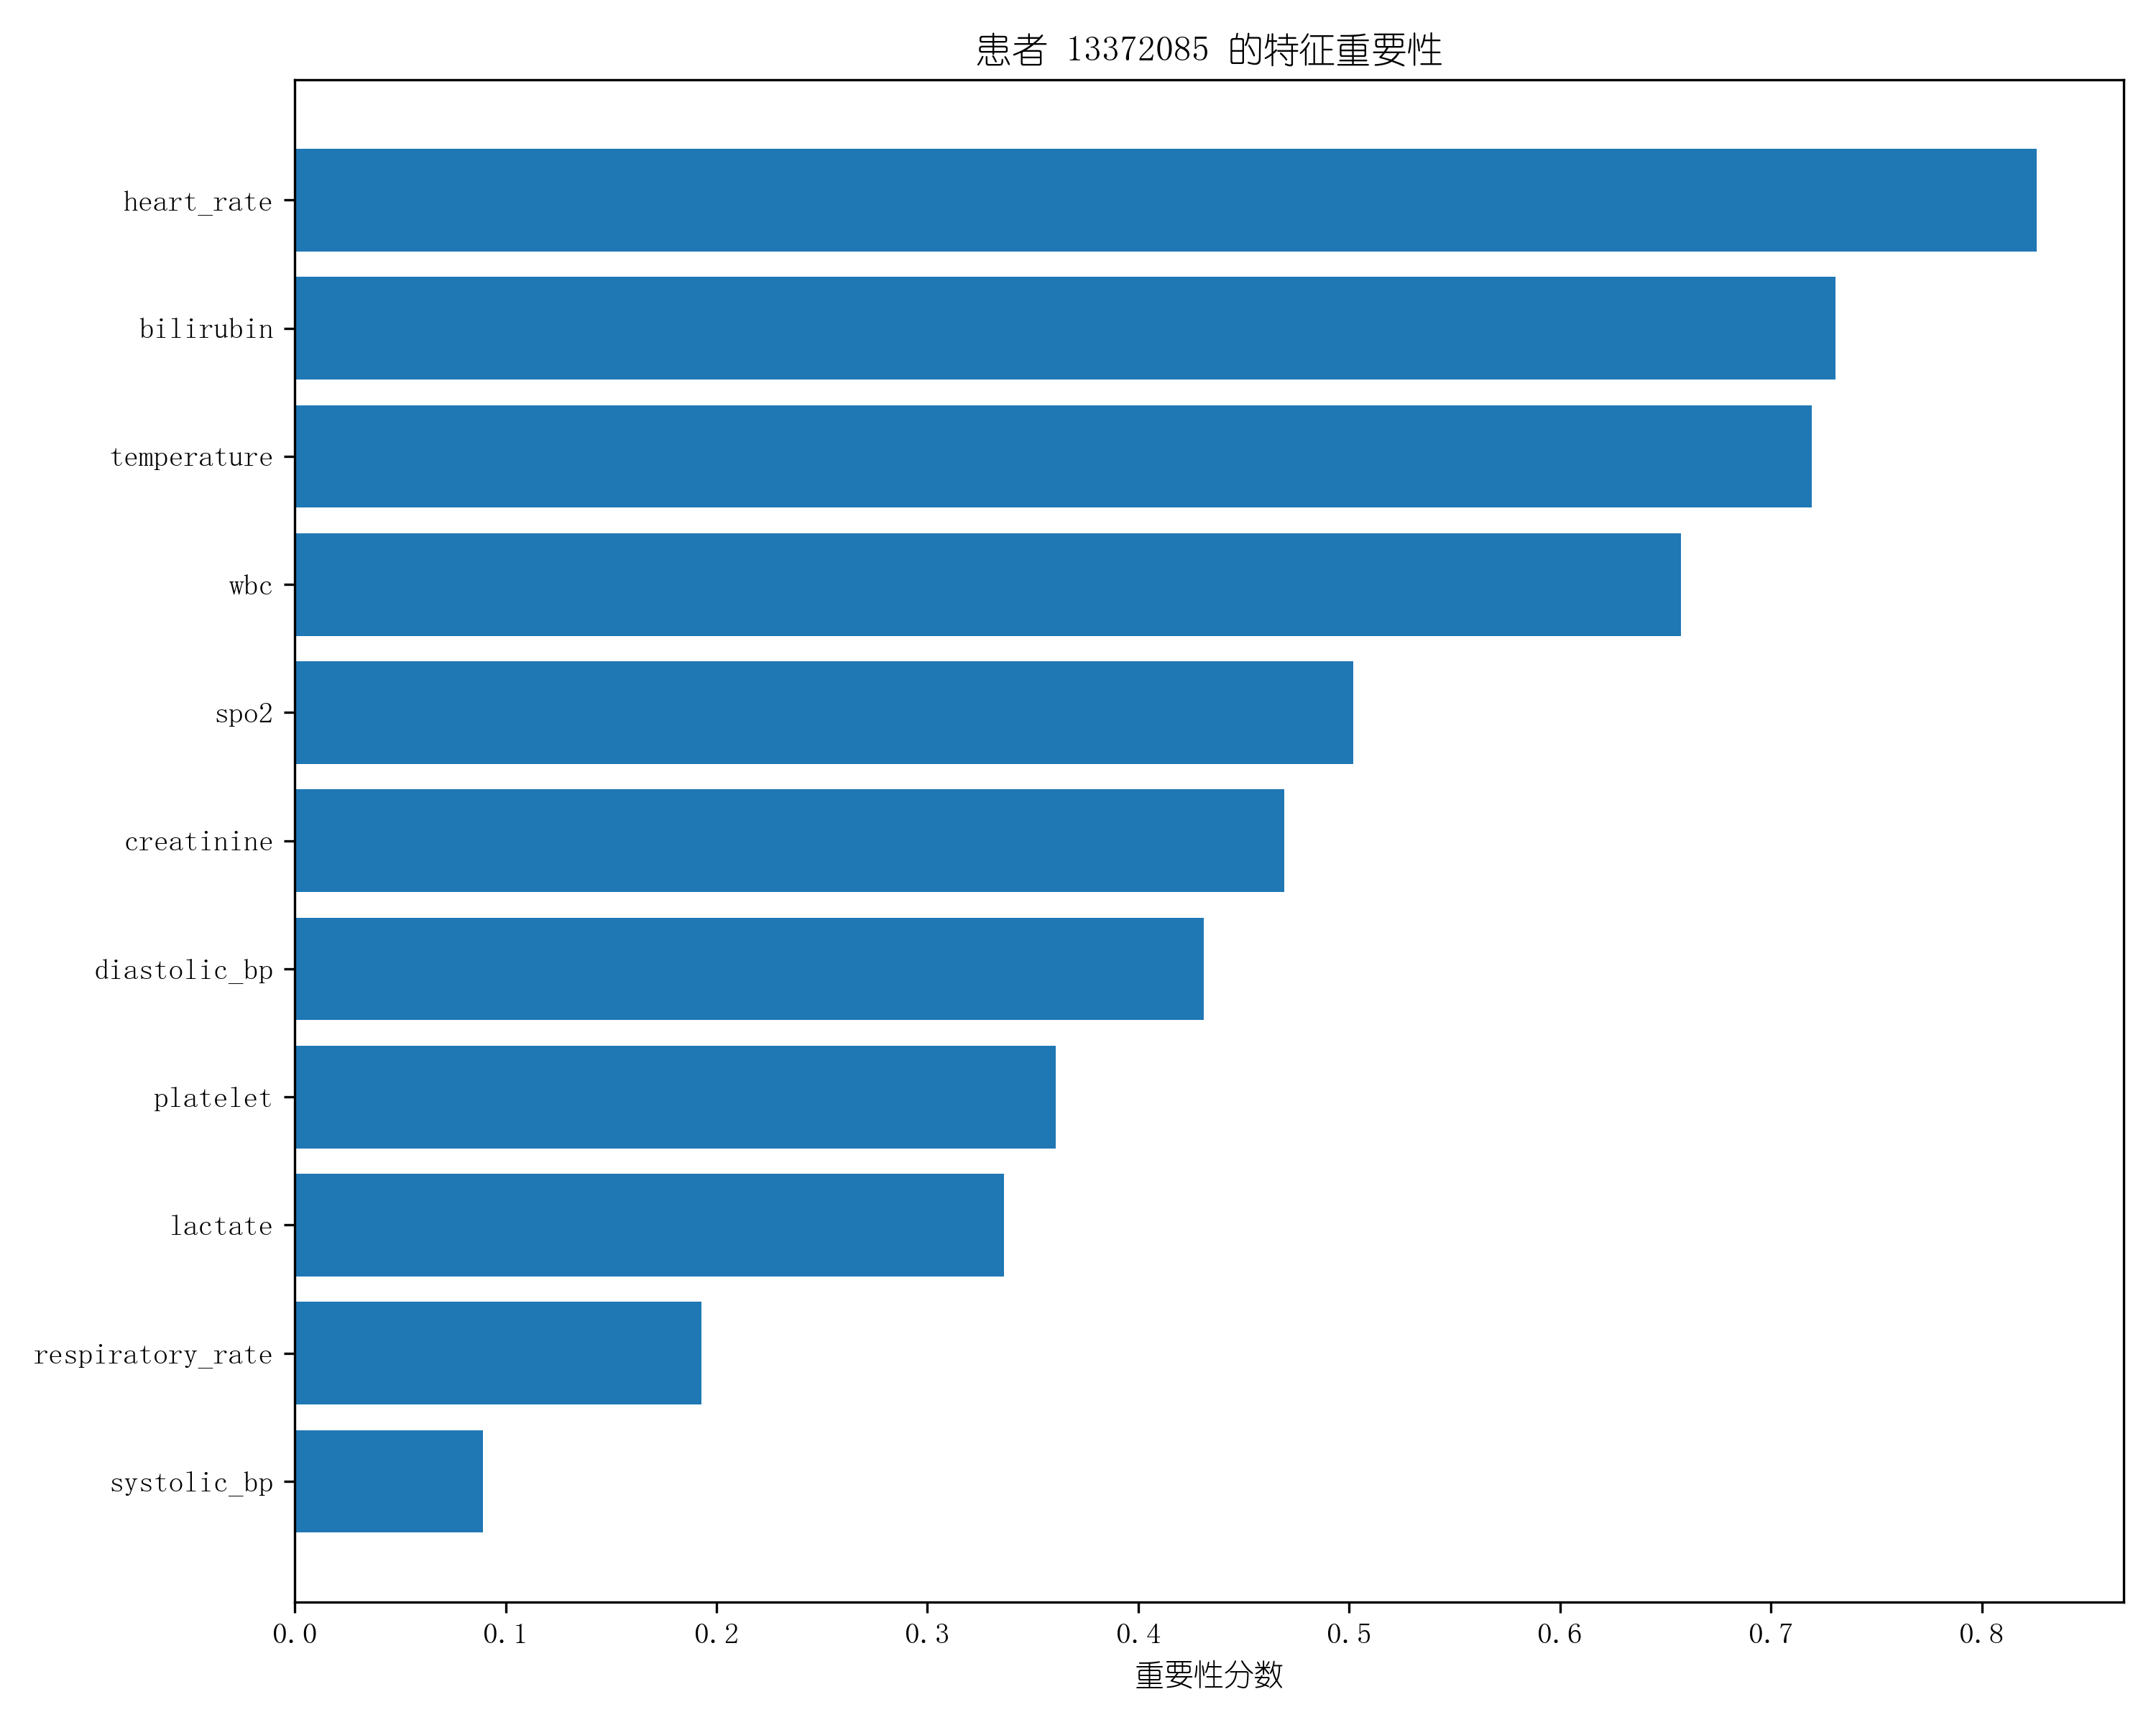 患者 13372085 的特征重要性
heart_rate
bilirubin
temperature
wbc
spo2
creatinine
diastolic_bp
platelet
lactate
respiratory_rate
systolic_bp
0.0 0.1 0.2 0.3 0.4 0.5 0.6 0.7 0.8
重要性分数